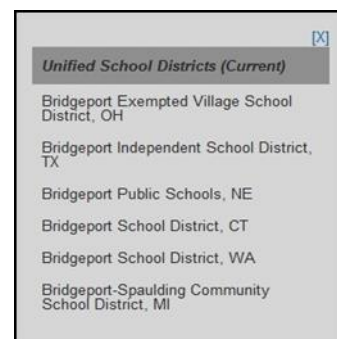 [X]
Unified School Districts (Current)
Bridgeport Exempted Village School
District, OH
Bridgeport Independent School District,
TX
Bridgeport Public Schools, NE
Bridgeport School District, CT
Bridgeport School District, WA
Bridgeport-Spaulding Community
School District, MI